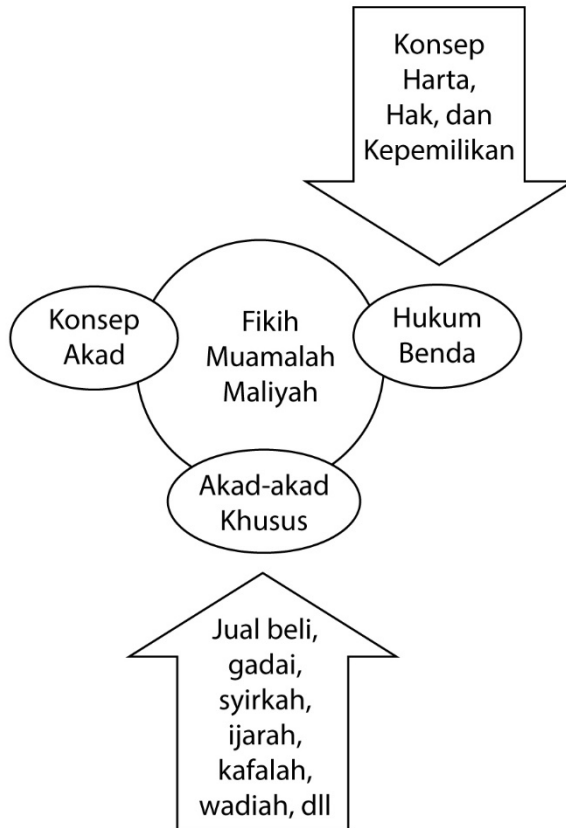 Konsep
Harta,
Hak, dan
Kepemilikan
Konsep
Akad
Fikih
Muamalah
Maliyah
Hukum
Benda
Akad-akad
Khusus
Jual beli,
gadai,
syirkah,
ijarah,
kafalah,
wadiah, dll